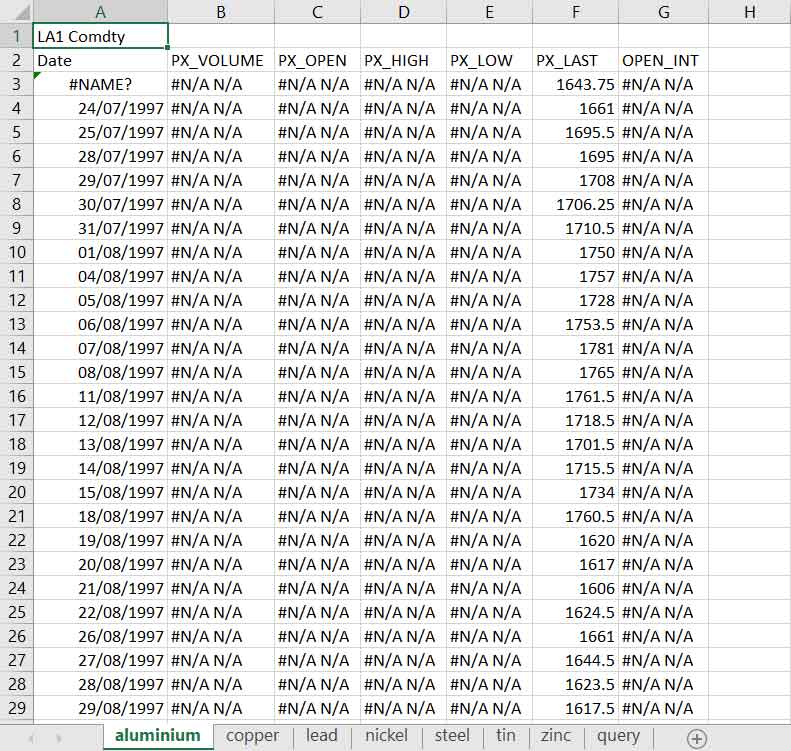 A B C D E F G H
1 LA1 Comdty
2 Date PX_VOLUME PX_OPEN PX_HIGH PX_LOW PX_LAST OPEN_INT
3 #NAME? #N/A N/A #N/A N/A #N/A N/A #N/A N/A 1643.75 #N/A N/A
4 24/07/1997 #N/A N/A #N/A N/A #N/A N/A #N/A N/A 1661 #N/A N/A
5 25/07/1997 #N/A N/A #N/A N/A #N/A N/A #N/A N/A 1695.5 #N/A N/A
6 28/07/1997 #N/A N/A #N/A N/A #N/A N/A #N/A N/A 1695 #N/A N/A
7 29/07/1997 #N/A N/A #N/A N/A #N/A N/A #N/A N/A 1708 #N/A N/A
8 30/07/1997 #N/A N/A #N/A N/A #N/A N/A #N/A N/A 1706.25 #N/A N/A
9 31/07/1997 #N/A N/A #N/A N/A #N/A N/A #N/A N/A 1710.5 #N/A N/A
10 01/08/1997 #N/A N/A #N/A N/A #N/A N/A #N/A N/A 1750 #N/A N/A
11 04/08/1997 #N/A N/A #N/A N/A #N/A N/A #N/A N/A 1757 #N/A N/A
12 05/08/1997 #N/A N/A #N/A N/A #N/A N/A #N/A N/A 1728 #N/A N/A
13 06/08/1997 #N/A N/A #N/A N/A #N/A N/A #N/A N/A 1753.5 #N/A N/A
14 07/08/1997 #N/A N/A #N/A N/A #N/A N/A #N/A N/A 1781 #N/A N/A
15 08/08/1997 #N/A N/A #N/A N/A #N/A N/A #N/A N/A 1765 #N/A N/A
16 11/08/1997 #N/A N/A #N/A N/A #N/A N/A #N/A N/A 1761.5 #N/A N/A
17 12/08/1997 #N/A N/A #N/A N/A #N/A N/A #N/A N/A 1718.5 #N/A N/A
18 13/08/1997 #N/A N/A #N/A N/A #N/A N/A #N/A N/A 1701.5 #N/A N/A
19 14/08/1997 #N/A N/A #N/A N/A #N/A N/A #N/A N/A 1715.5 #N/A N/A
20 15/08/1997 #N/A N/A #N/A N/A #N/A N/A #N/A N/A 1734 #N/A N/A
21 18/08/1997 #N/A N/A #N/A N/A #N/A N/A #N/A N/A 1760.5 #N/A N/A
22 19/08/1997 #N/A N/A #N/A N/A #N/A N/A #N/A N/A 1620 #N/A N/A
23 20/08/1997 #N/A N/A #N/A N/A #N/A N/A #N/A N/A 1617 #N/A N/A
24 21/08/1997 #N/A N/A #N/A N/A #N/A N/A #N/A N/A 1606 #N/A N/A
25 22/08/1997 #N/A N/A #N/A N/A #N/A N/A #N/A N/A 1624.5 #N/A N/A
26 26/08/1997 #N/A N/A #N/A N/A #N/A N/A #N/A N/A 1661 #N/A N/A
27 27/08/1997 #N/A N/A #N/A N/A #N/A N/A #N/A N/A 1644.5 #N/A N/A
28 28/08/1997 #N/A N/A #N/A N/A #N/A N/A #N/A N/A 1623.5 #N/A N/A
29 29/08/1997 #N/A N/A #N/A N/A #N/A N/A #N/A N/A 1617.5 #N/A N/A
aluminium copper lead nickel steel tin zinc query